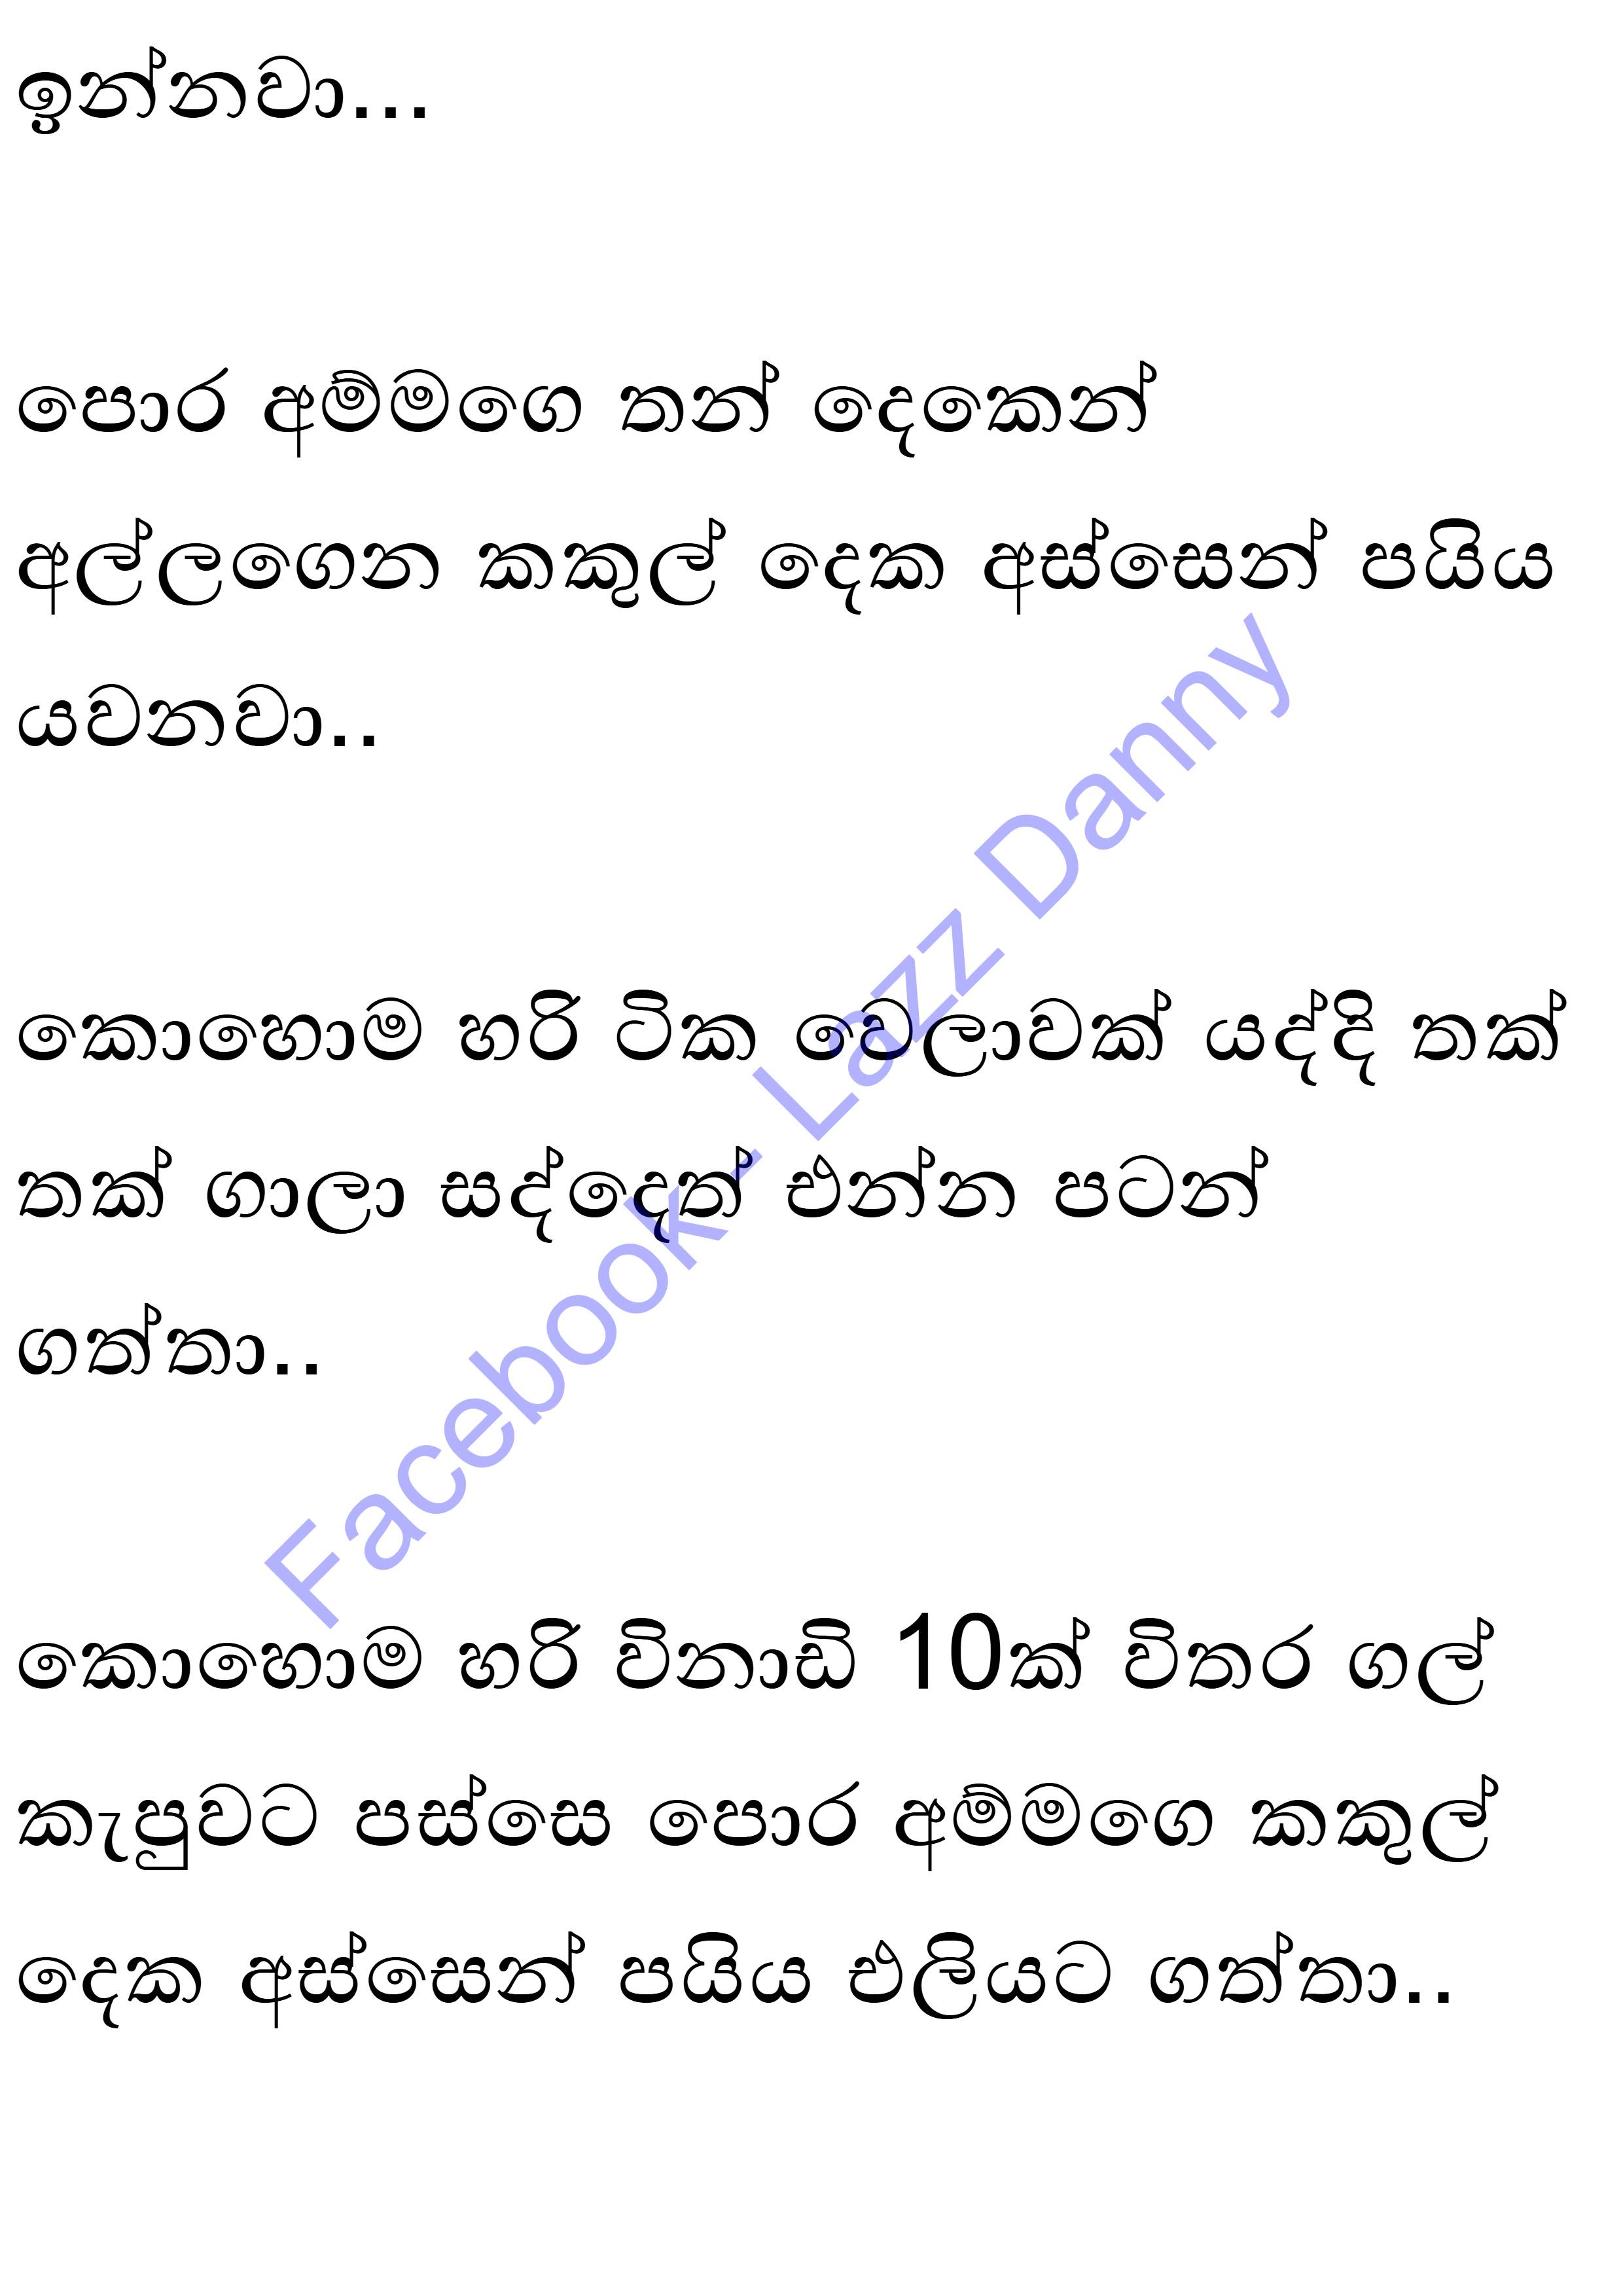 ඉන්නවා...
පොර අම්මගෙ තන් දෙකෙන්
අල්ලගෙන කකුල් දෙක අස්සෙන් පයිය
යවනවා..
කොහොම හරි ටික වෙලාවක් යද්දි තක්
තක් ගාලා සද්දෙත් එන්න පටන්
ගත්තා..
කොහොම හරි විනාඩි 10ක් විතර ගල්
කැපුවට පස්සෙ පොර අම්මගෙ කකුල්
දෙක අස්සෙන් පයිය එලියට ගත්තා..
Facebook - Lazz Danny